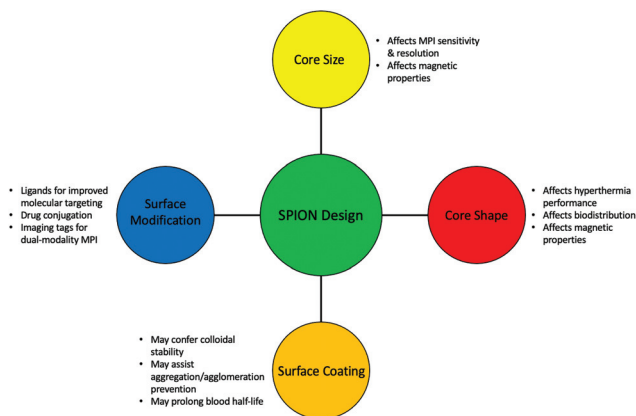 Core Size
• Affects MPI sensitivity
& resolution
• Affects magnetic
properties
• Ligands for improved
molecular targeting
• Drug conjugation
• Imaging tags for
dual-modality MPI
Surface
Modification
SPION Design
Core Shape
• Affects hyperthermia
performance
• Affects biodistribution
• Affects magnetic
properties
• May confer colloidal
stability
• May assist
aggregation/agglomeration
prevention
• May prolong blood half-life
Surface Coating